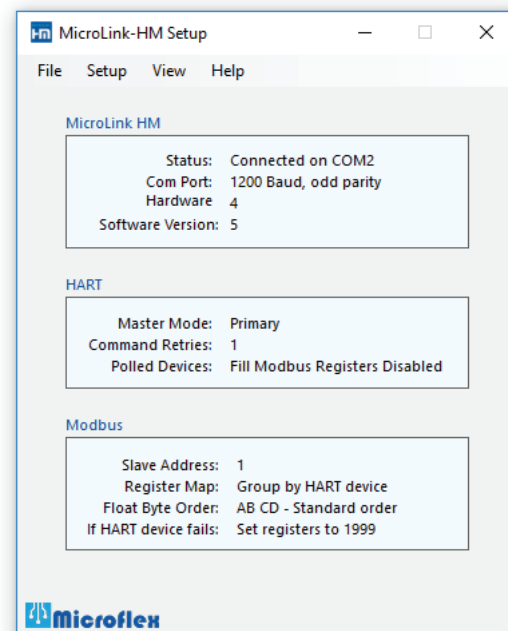 HM MicroLink-HM Setup
File Setup View Help
MicroLink HM
Status: Connected on COM2
Com Port: 1200 Baud, odd parity
Hardware 4
Software Version: 5
HART
Master Mode: Primary
Command Retries: 1
Polled Devices: Fill Modbus Registers Disabled
Modbus
Slave Address: 1
Register Map: Group by HART device
Float Byte Order: AB CD - Standard order
If HART device fails: Set registers to 1999
Microflex